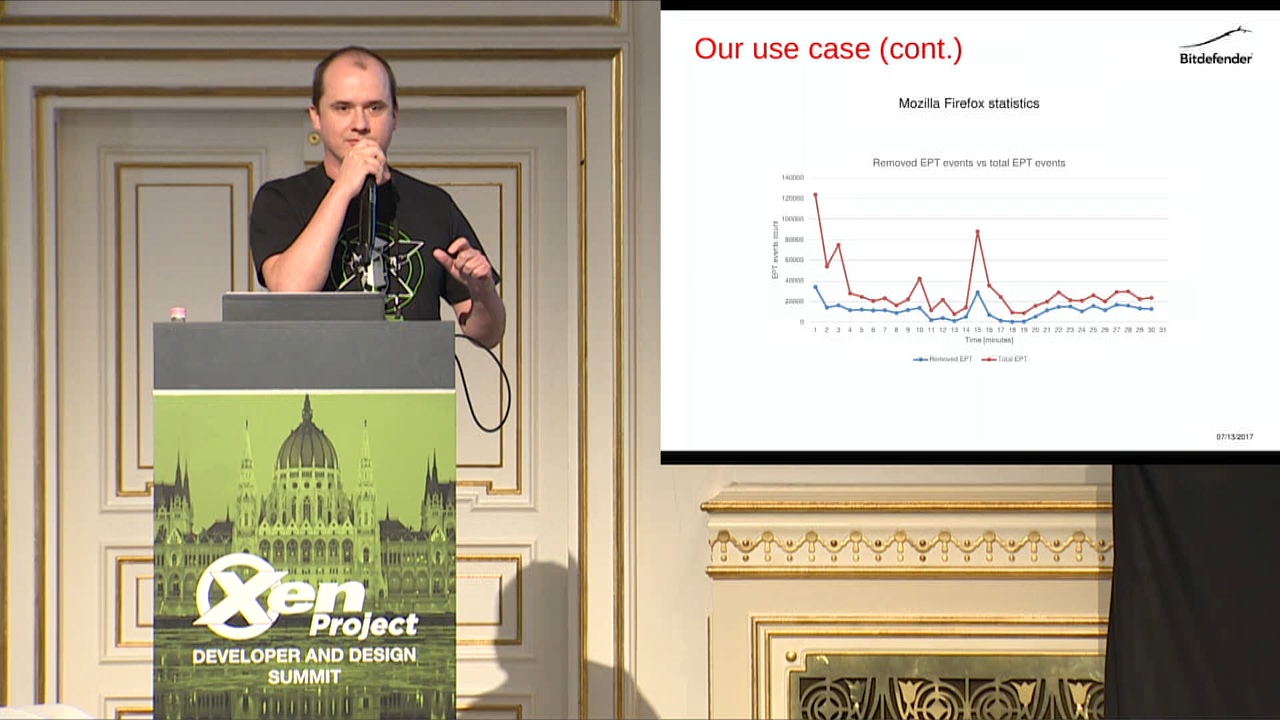 Our use case (cont.)
Bitdefender
Mozilla Firefox statistics
Removed EPT events vs total EPT events
140000
120000
100000
80000
60000
40000
20000
0
EPT events count
1 2 3 4 5 6 7 8 9 10 11 12 13 14 15 16 17 18 19 20 21 22 23 24 25 26 27 28 29 30 31
Time [minutes]
Removed EPT Total EPT
07/13/2017
Xen
Project
DEVELOPER AND DESIGN
SUMMIT